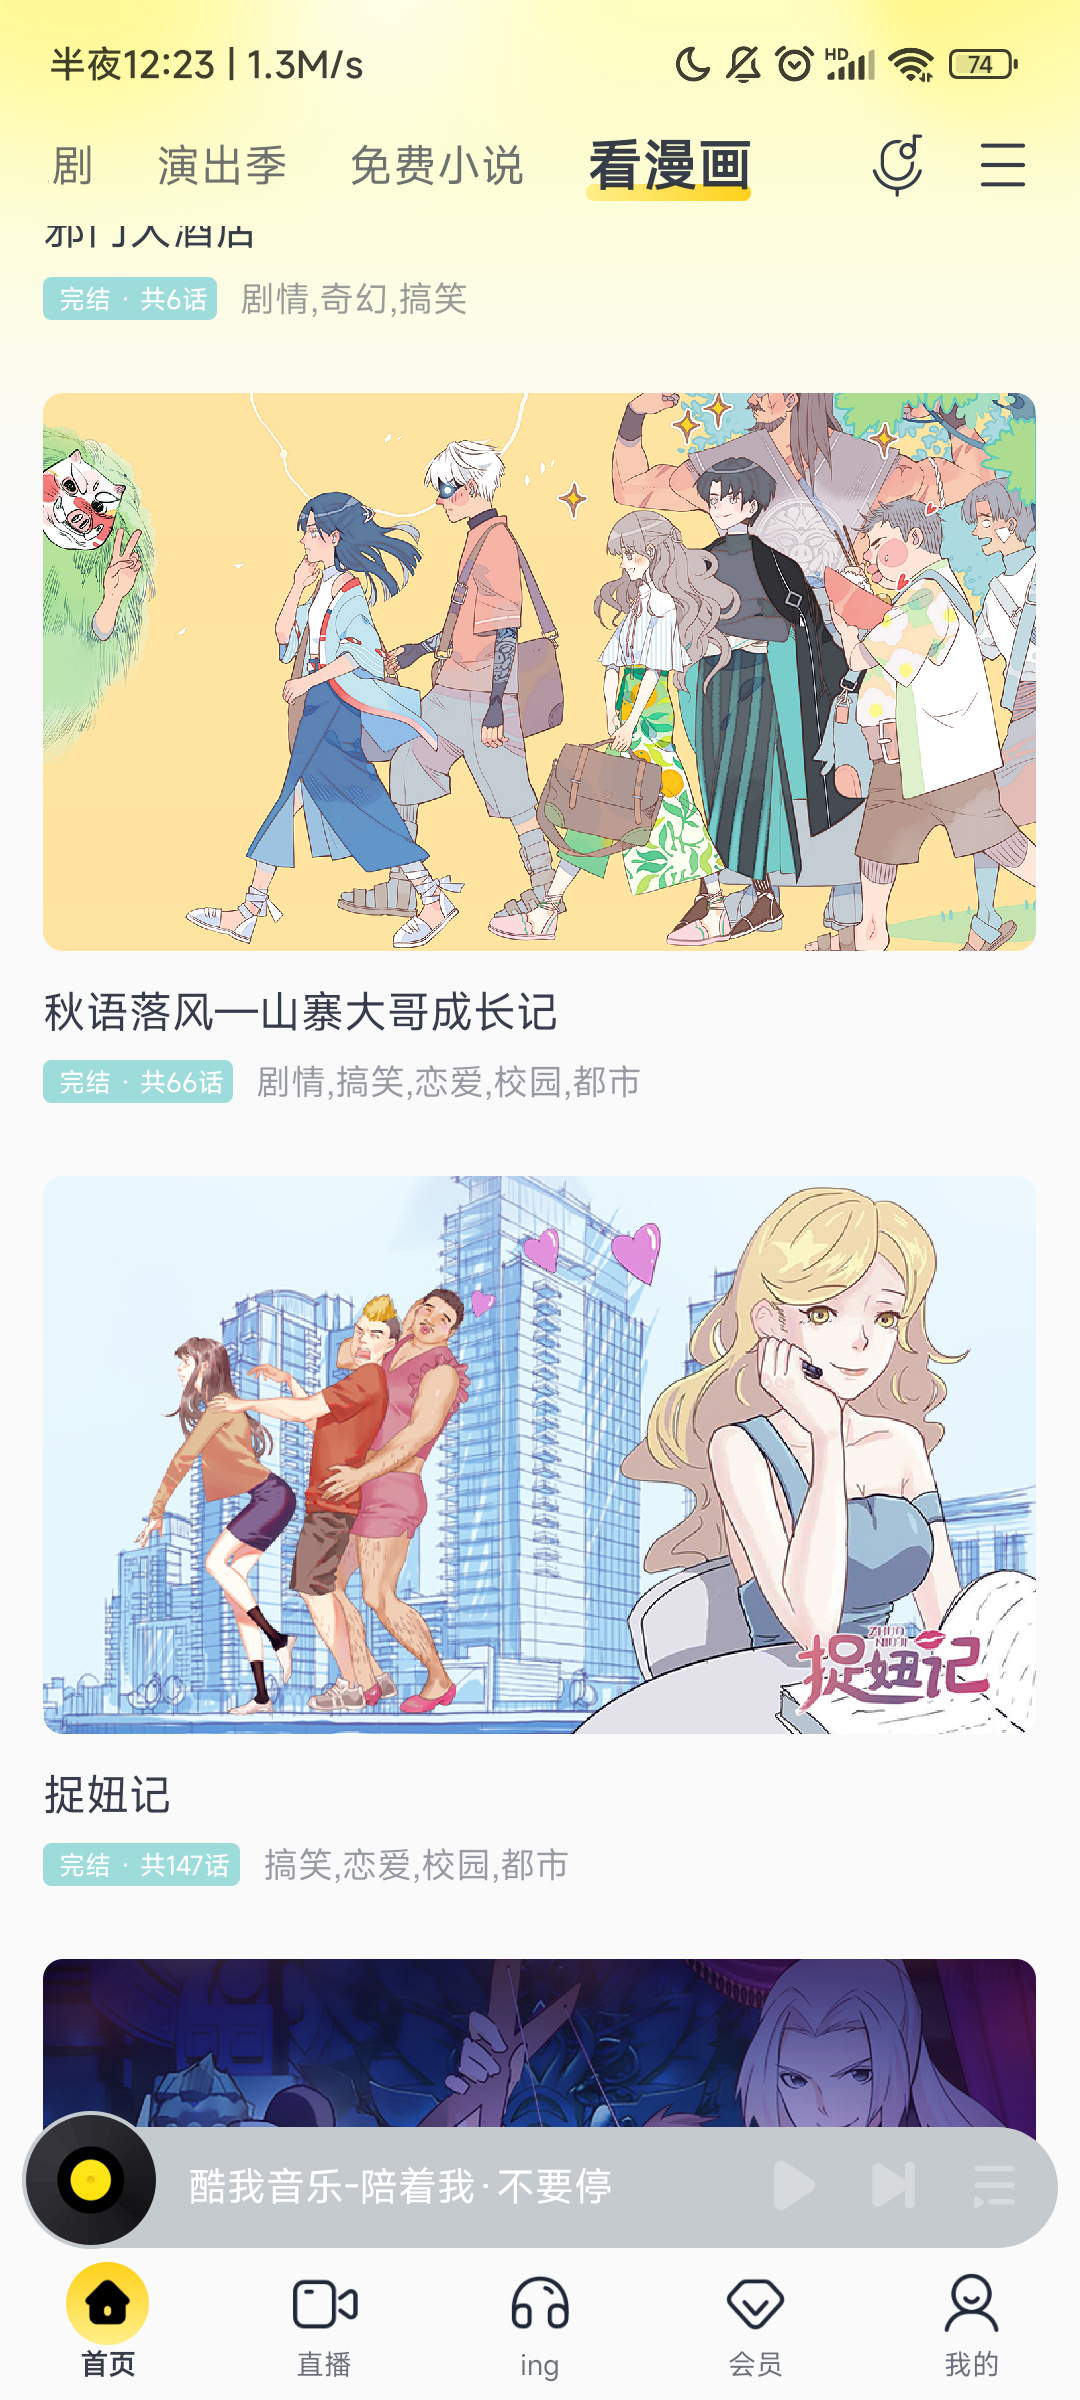 半夜12:23 | 1.3M/s
HD
74
剧 演出季 免费小说 看漫画
邪门大酒店
完结 · 共6话 剧情,奇幻,搞笑
秋语落风—山寨大哥成长记
完结 · 共66话 剧情,搞笑,恋爱,校园,都市
ZHUO
NIUJI
捉妞记
捉妞记
完结 · 共147话 搞笑,恋爱,校园,都市
酷我音乐-陪着我·不要停
首页 直播 ing 会员 我的